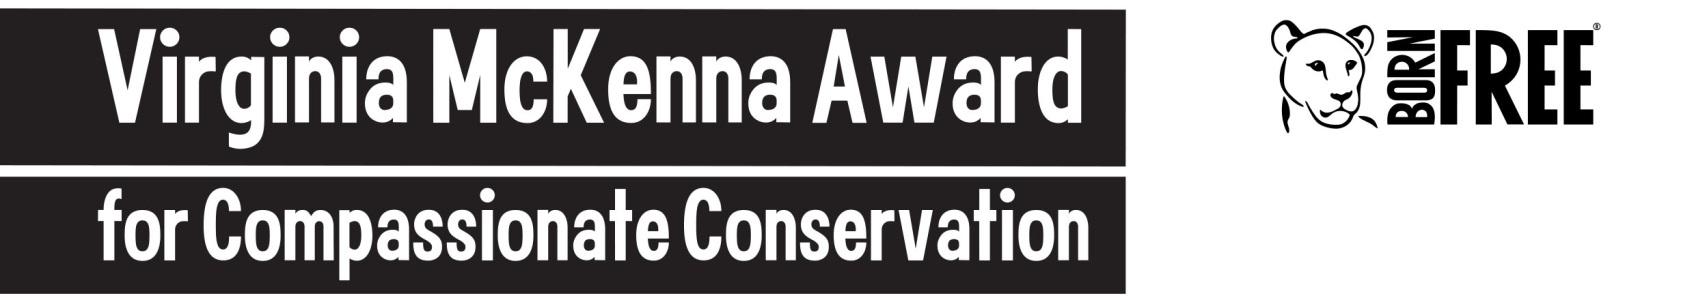 Virginia McKenna Award
for Compassionate Conservation
BORN FREE®